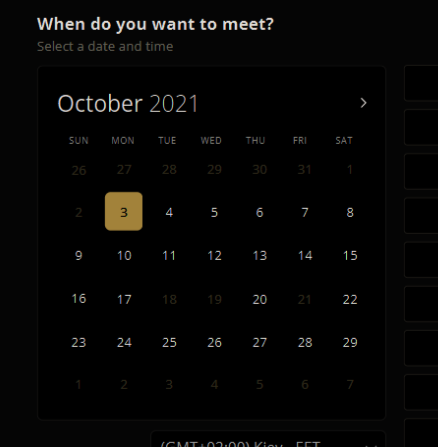 When do you want to meet?
Select a date and time
October 2021
SUN MON TUE WED THU FRI SAT
26 27 28 29 30 31 1
2 3 4 5 6 7 8
9 10 11 12 13 14 15
16 17 18 19 20 21 22
23 24 25 26 27 28 29
1 2 3 4 5 6 7
(GMT+02:00) Kiev - EET